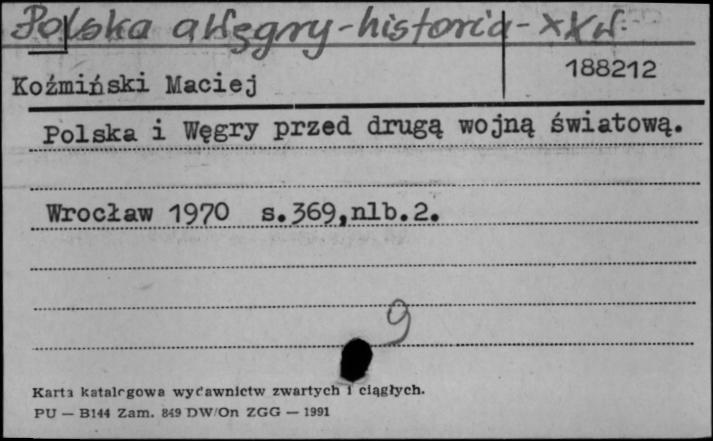 Polska a Węgry - historia - XX w.
188212
Koźmiński Maciej
Polska i Węgry przed drugą wojną światową.
Wrocław 1970 s.369,nlb.2.
9
Karta katalogowa wydawnictw zwartych i ciągłych.
PU — B144 Zam. 849 DW/On ZGG — 1991